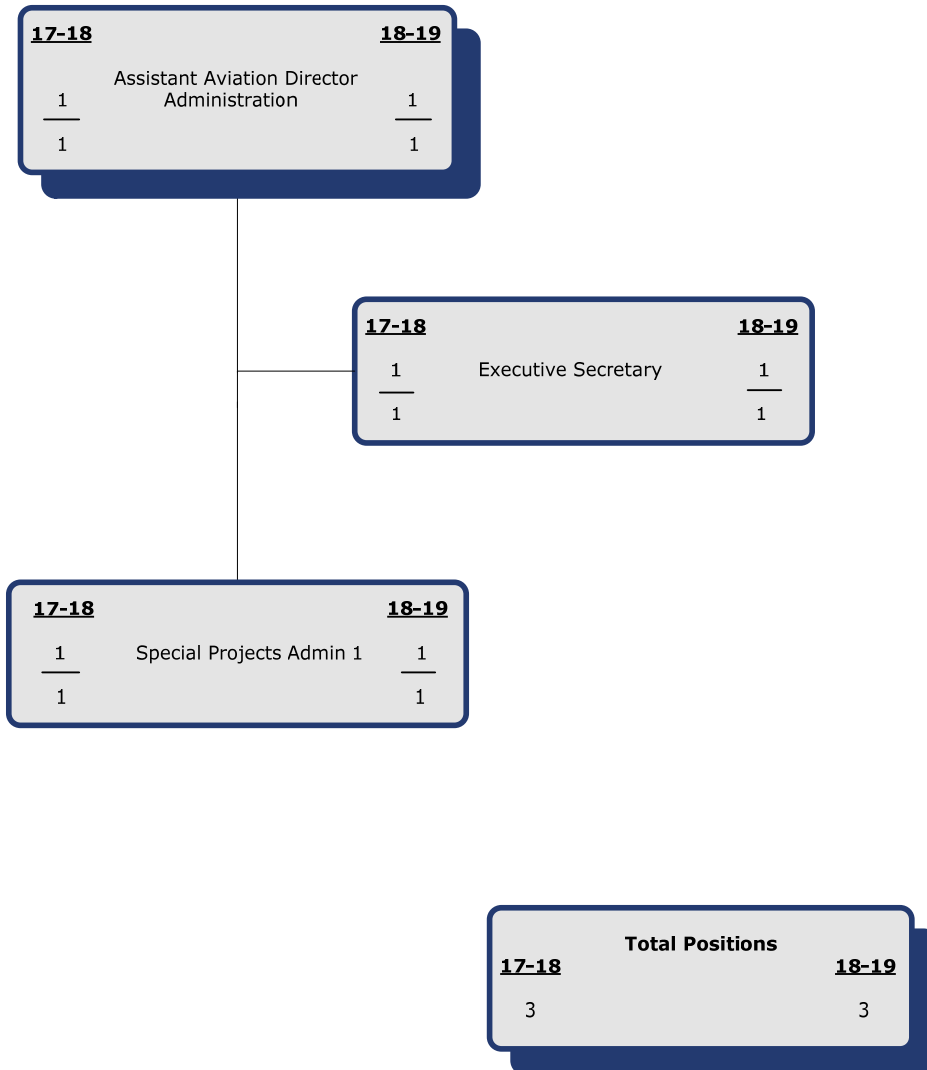 17-18 18-19
Assistant Aviation Director
1 Administration 1
1 1
17-18 18-19
1 Executive Secretary 1
1 1
17-18 18-19
1 Special Projects Admin 1 1
1 1
Total Positions
17-18 18-19
3 3